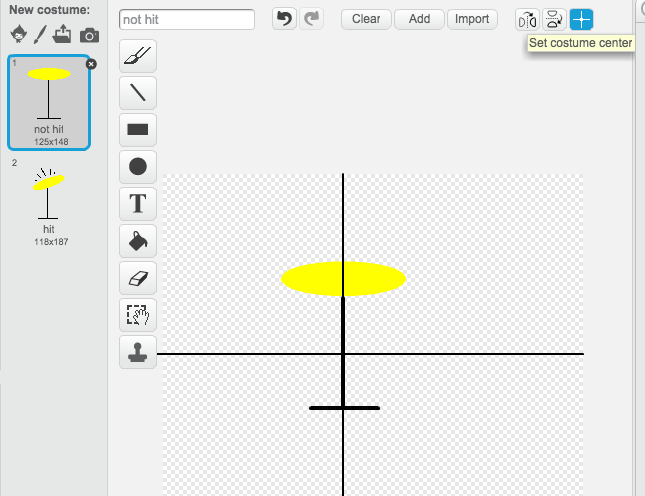 New costume:
not hit
Clear
Add
Import
Set costume center
1
not hit
125x148
2
hit
118x187
T